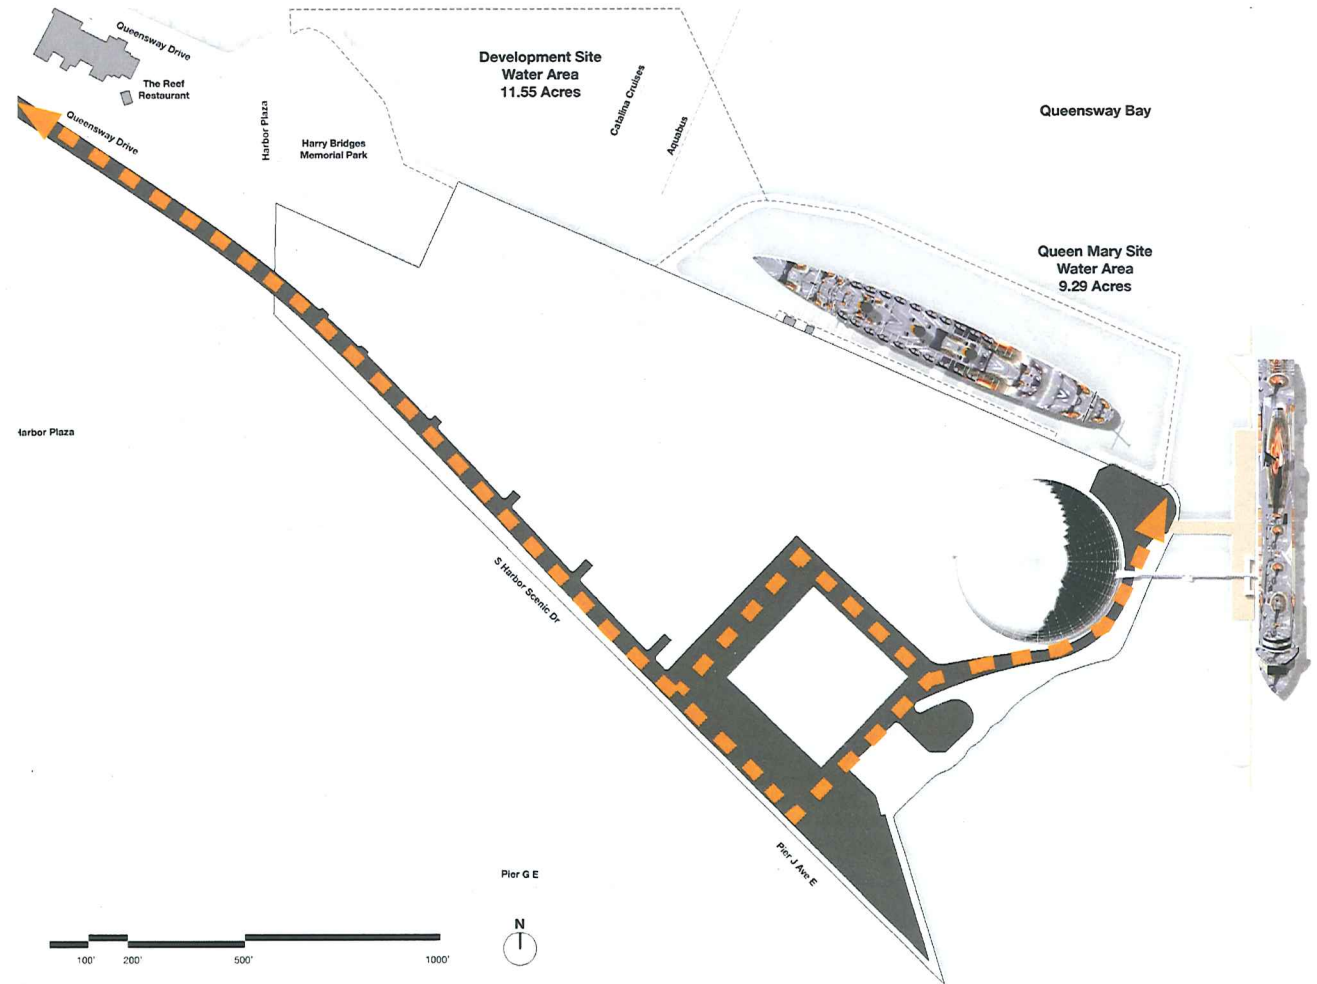 Queensway Drive
The Reef
Restaurant
Queensway Drive
Harbor Plaza
Harry Bridges
Memorial Park
Development Site
Water Area
11.55 Acres
Catalina Cruises
Aquabus
Queensway Bay
Queen Mary Site
Water Area
9.29 Acres
Harbor Plaza
S Harbor Scenic Dr
Pier J Ave E
Pier G E
N
100'
200'
500'
1000'